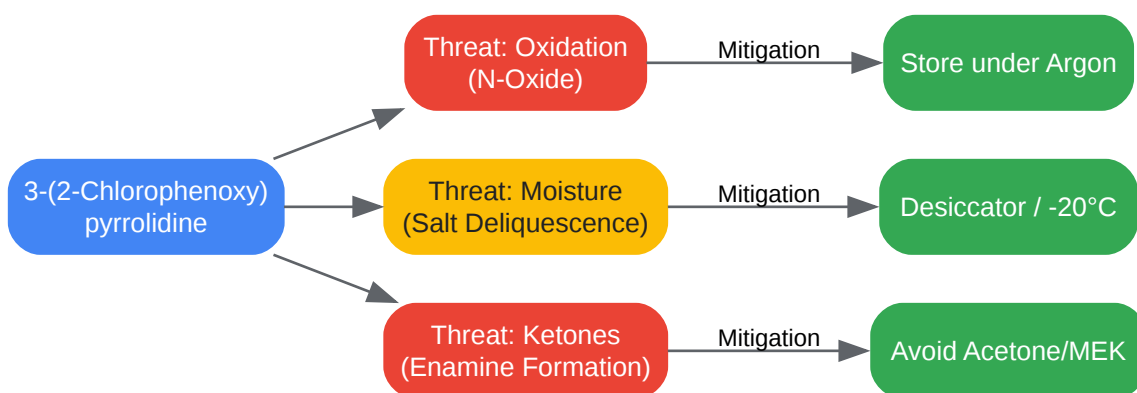 Threat: Oxidation
(N-Oxide)
Mitigation
Store under Argon
3-(2-Chlorophenoxy)
pyrrolidine
Threat: Moisture
(Salt Deliquescence)
Mitigation
Desiccator / -20°C
Threat: Ketones
(Enamine Formation)
Mitigation
Avoid Acetone/MEK